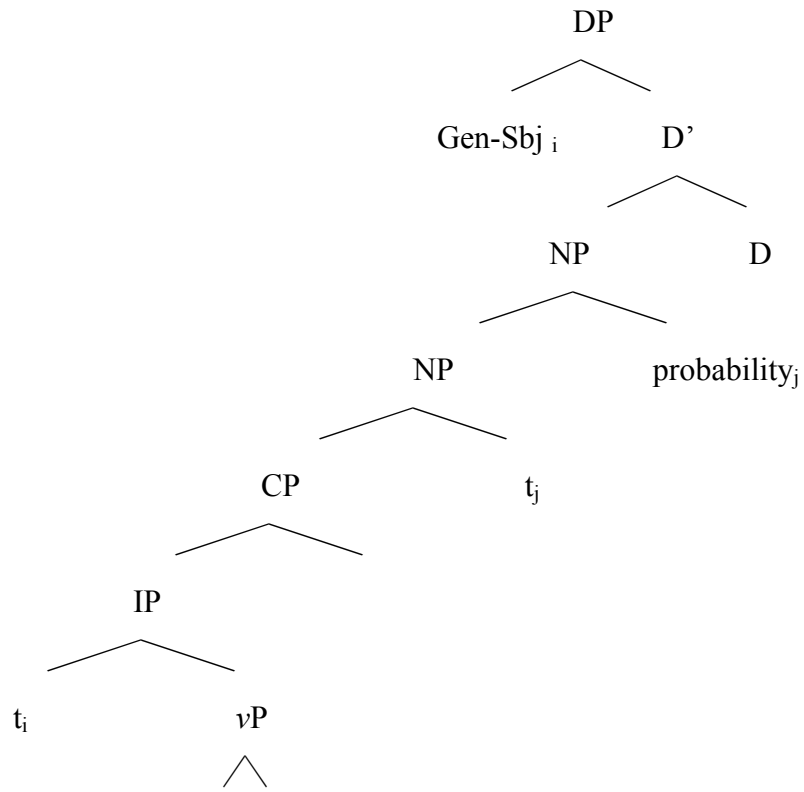 DP
Gen-Sbj i D’
NP D
NP probabilityj
CP tj
IP
ti vP